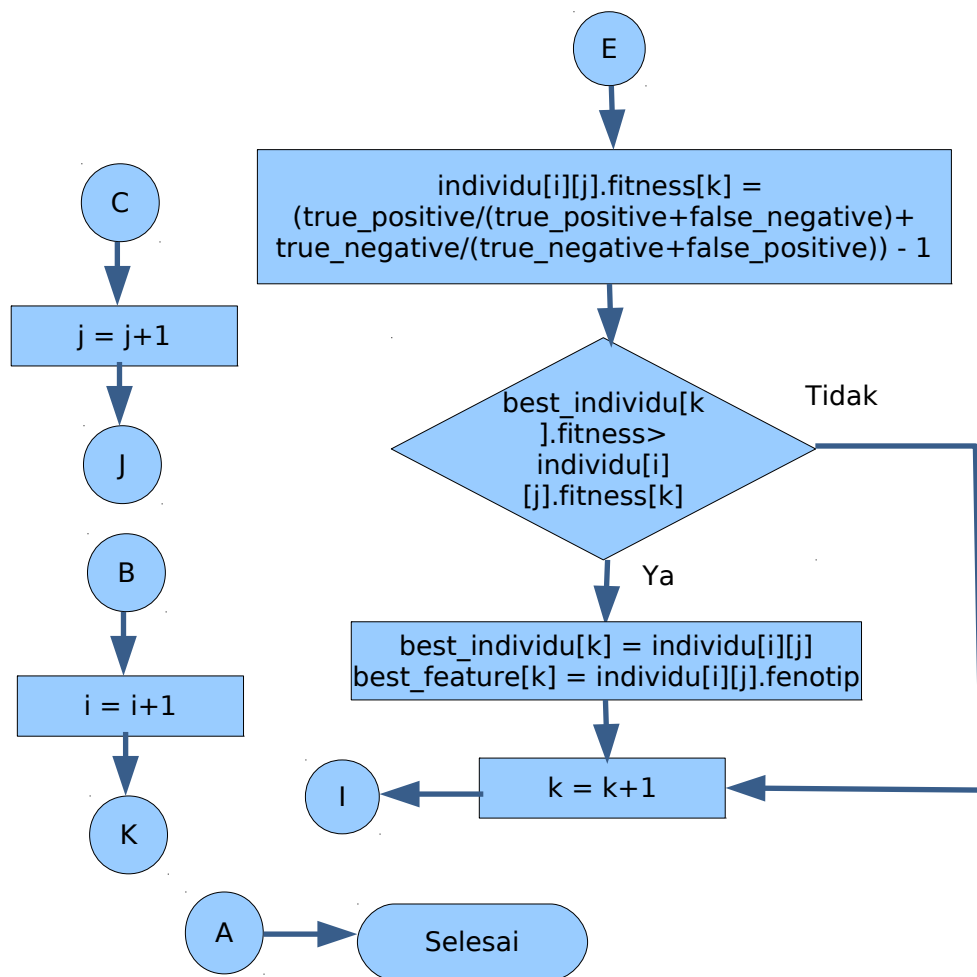 E
individu[i][j].fitness[k] =
(true_positive/(true_positive+false_negative)+
true_negative/(true_negative+false_positive)) - 1
C
j = j+1
J
best_individu[k
].fitness>
individu[i]
[j].fitness[k]
Tidak
Ya
B
i = i+1
K
best_individu[k] = individu[i][j]
best_feature[k] = individu[i][j].fenotip
k = k+1
I
A
Selesai